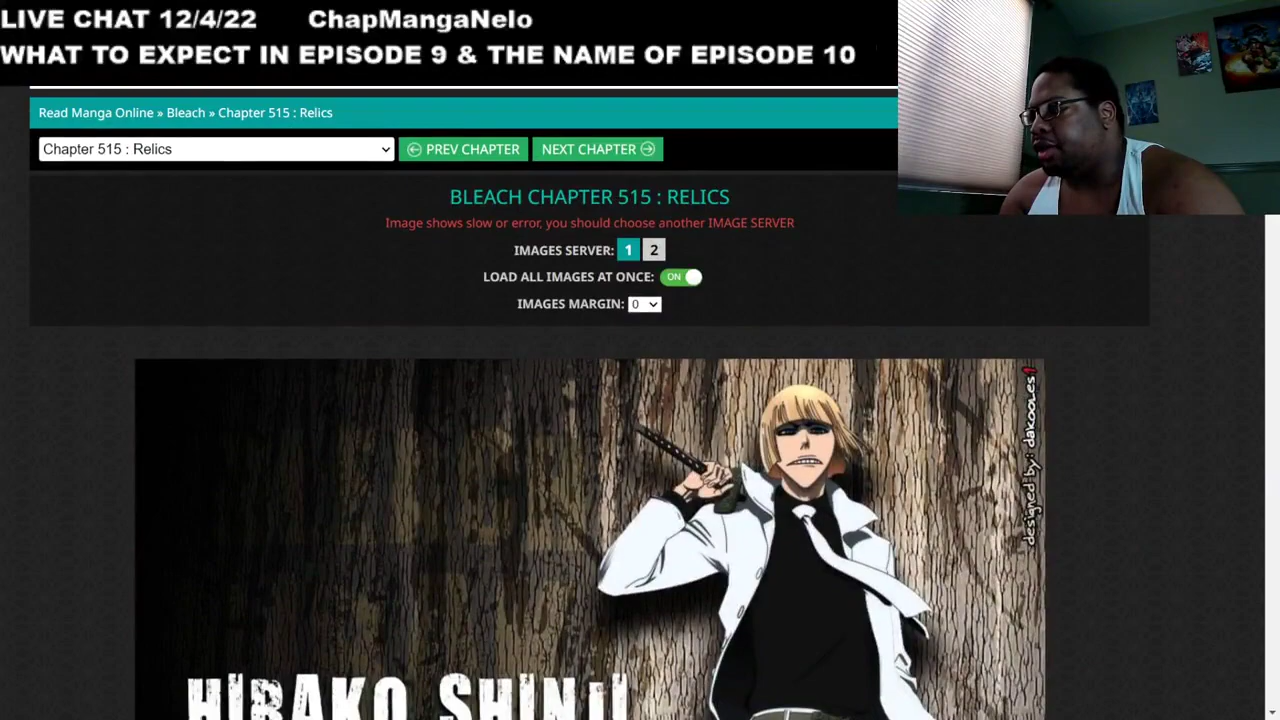 LIVE CHAT 12/4/22 ChapMangaNelo
WHAT TO EXPECT IN EPISODE 9 & THE NAME OF EPISODE 10
Read Manga Online » Bleach » Chapter 515 : Relics
Chapter 515 : Relics PREV CHAPTER NEXT CHAPTER
BLEACH CHAPTER 515 : RELICS
Image shows slow or error, you should choose another IMAGE SERVER
IMAGES SERVER: 1 2
LOAD ALL IMAGES AT ONCE: ON
IMAGES MARGIN: 0
designed by: dakooles1
HIRAKO SHINJI